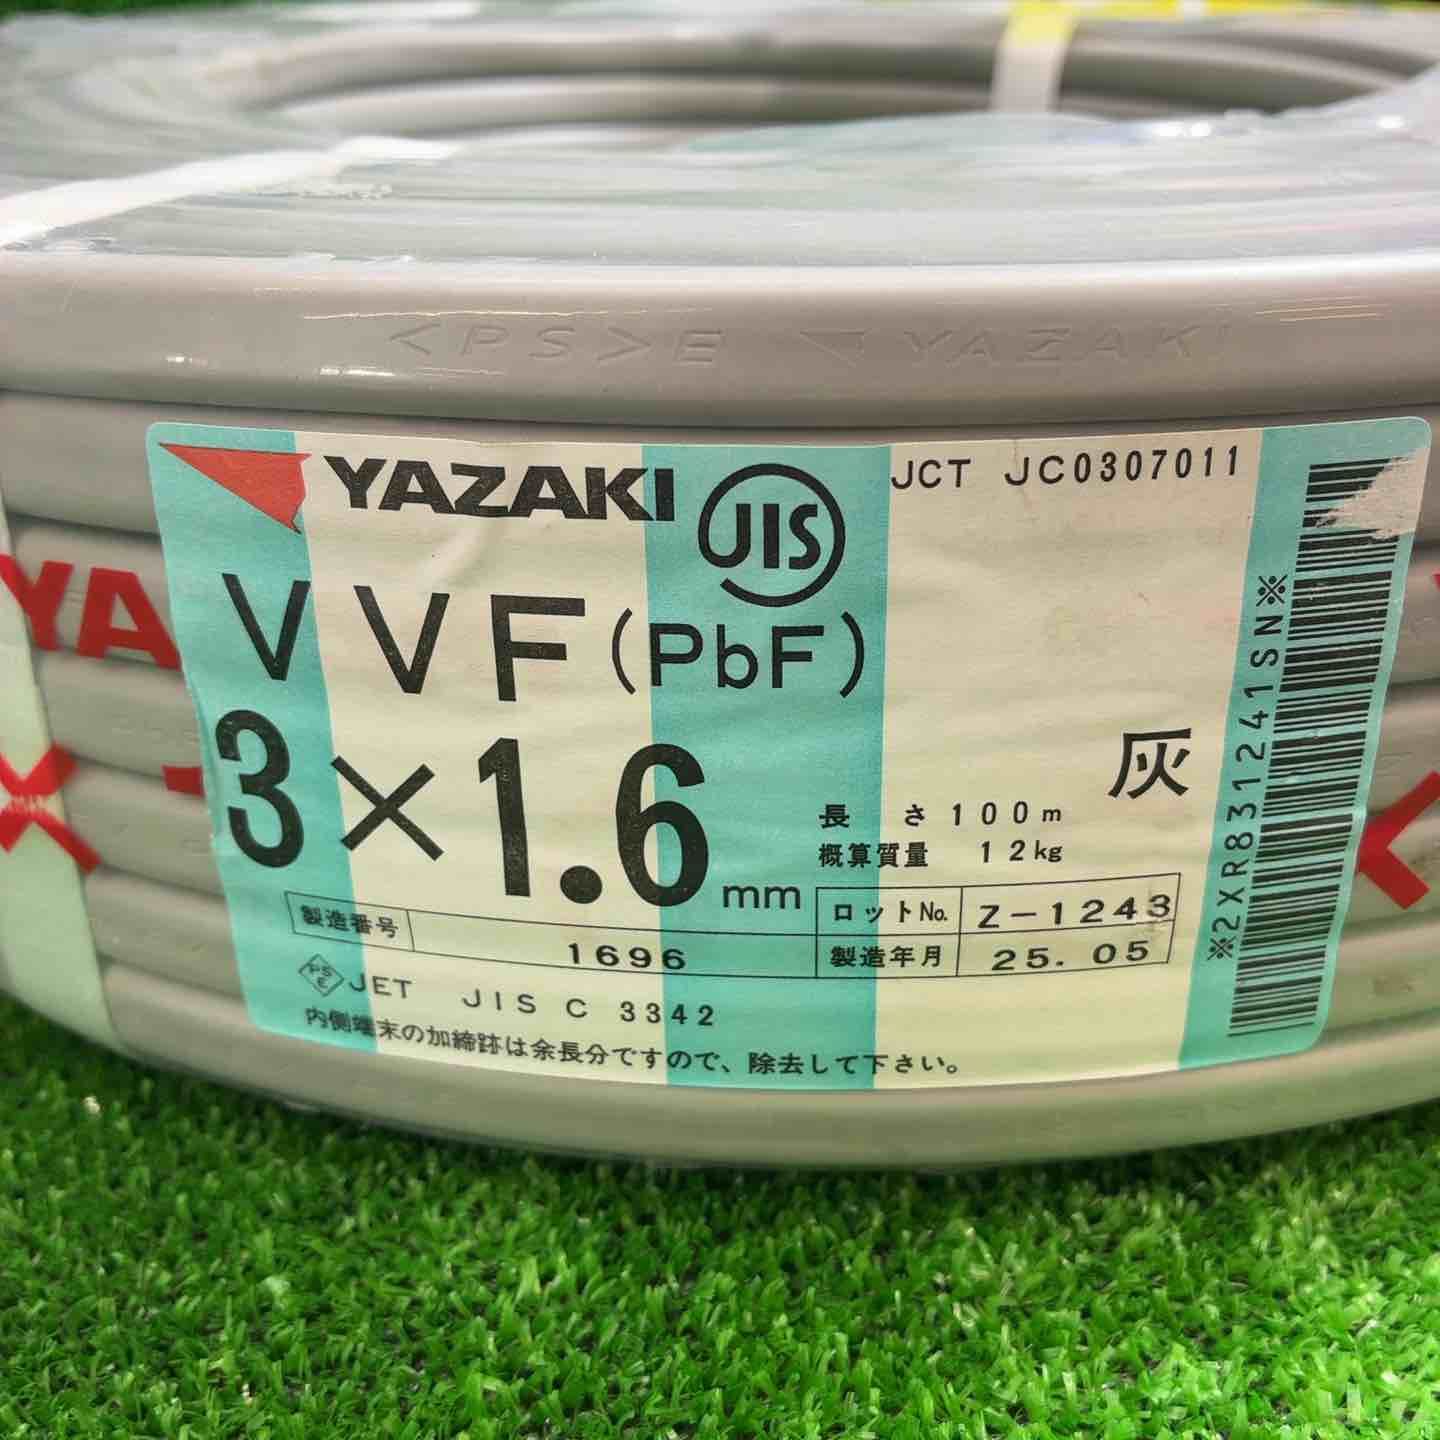 <PS>E YAZAKI
YAZAKI JIS JCT JC0307011
VVF(PbF)
3×1.6mm
灰
長さ100m
概算質量 12kg
製造番号 1696
ロットNo. Z-1243
製造年月 25.05
PSE JET JIS C 3342
内側端末の加締跡は余長分ですので、除去して下さい。
※2XR831241SN※
YA